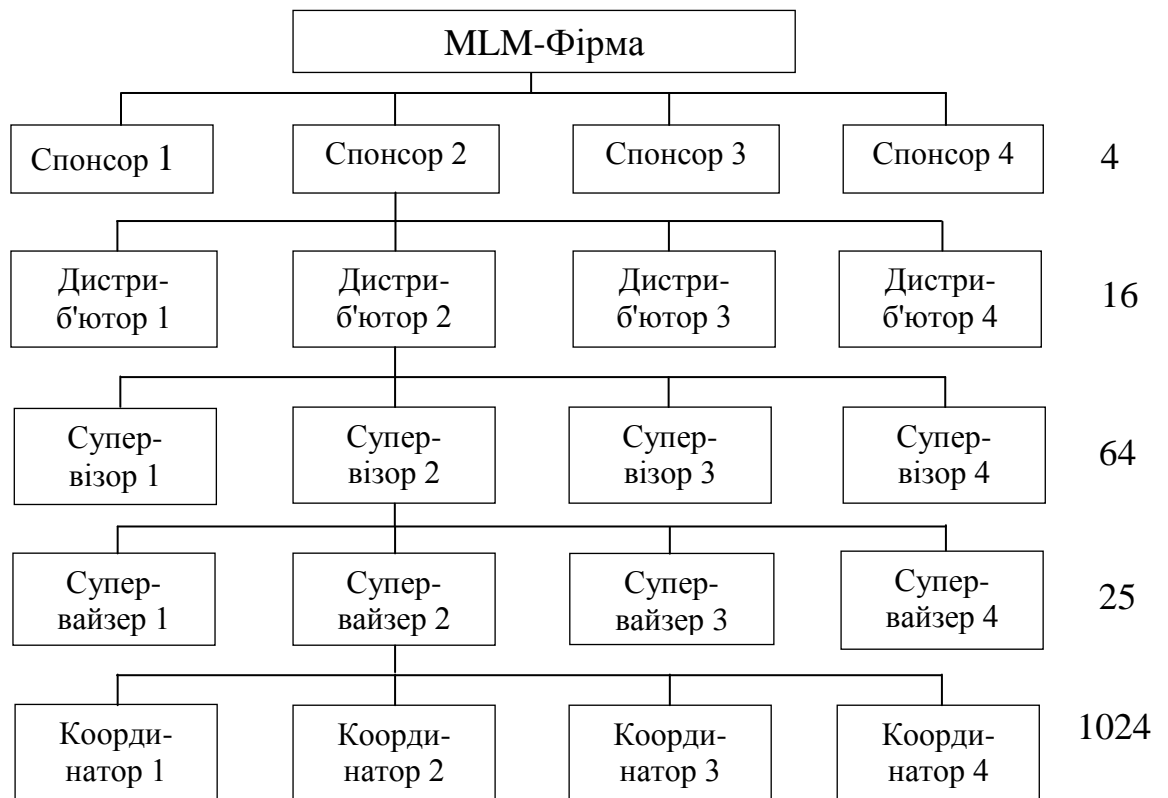 MLM-Фірма
Спонсор 1 Спонсор 2 Спонсор 3 Спонсор 4 4
Дистри- Дистри- Дистри- Дистри-
б'ютор 1 б'ютор 2 б'ютор 3 б'ютор 4 16
Супер- Супер- Супер- Супер-
візор 1 візор 2 візор 3 візор 4 64
Супер- Супер- Супер- Супер-
вайзер 1 вайзер 2 вайзер 3 вайзер 4 25
Коорди- Коорди- Коорди- Коорди- 1024
натор 1 натор 2 натор 3 натор 4